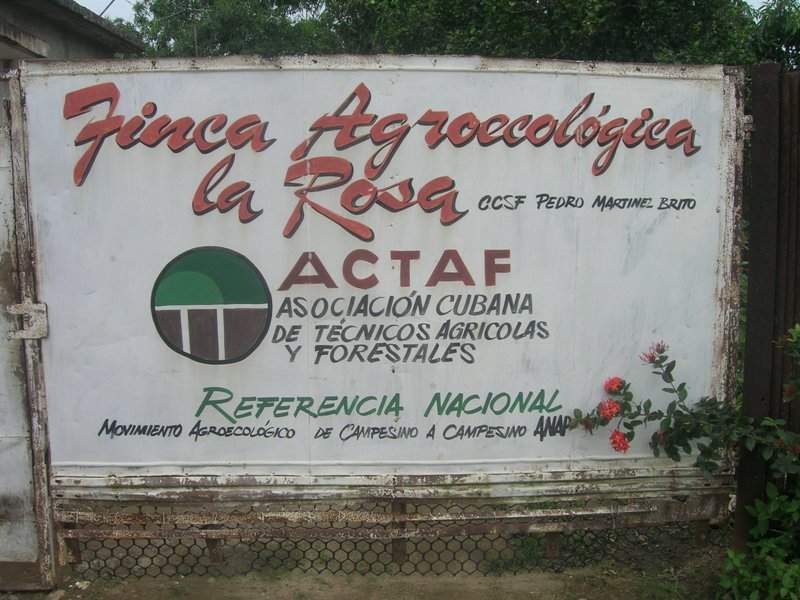 Finca Agroecológica
la Rosa CCSF PEDRO MARTINEZ BRITO
ACTAF
ASOCIACIÓN CUBANA
DE TÉCNICOS AGRICOLAS
Y FORESTALES
REFERENCIA NACIONAL
MOVIMIENTO AGROECOLÓGICO DE CAMPESINO A CAMPESINO ANAP